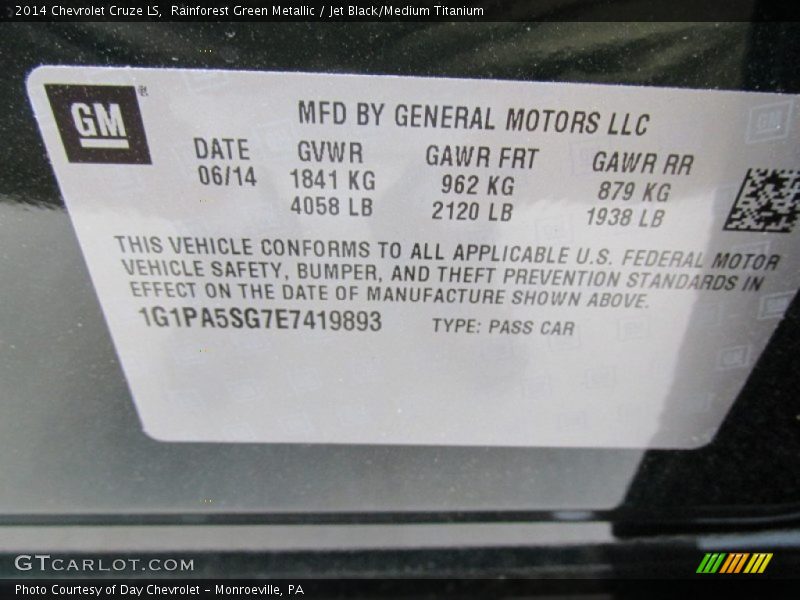 2014 Chevrolet Cruze LS,  Rainforest Green Metallic / Jet Black/Medium Titanium
GM
MFD BY GENERAL MOTORS LLC
DATE GVWR GAWR FRT GAWR RR
06/14 1841 KG 962 KG 879 KG
4058 LB 2120 LB 1938 LB
THIS VEHICLE CONFORMS TO ALL APPLICABLE U.S. FEDERAL MOTOR
VEHICLE SAFETY, BUMPER, AND THEFT PREVENTION STANDARDS IN
EFFECT ON THE DATE OF MANUFACTURE SHOWN ABOVE.
1G1PA5SG7E7419893 TYPE: PASS CAR
GTCARLOT.COM
Photo Courtesy of Day Chevrolet - Monroeville, PA